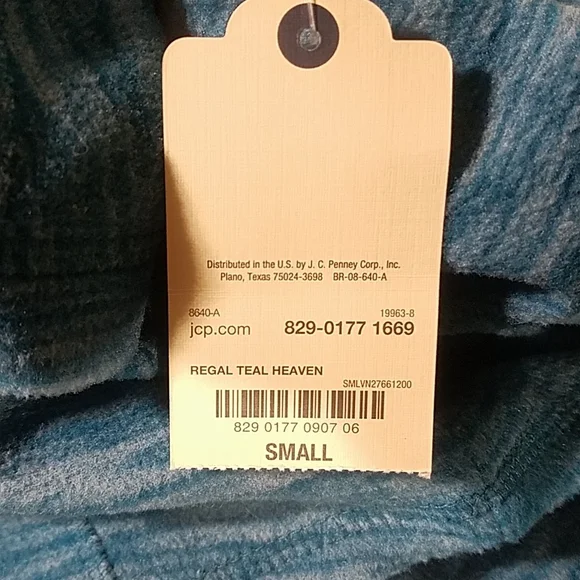 Distributed in the U.S. by J. C. Penney Corp., Inc.
Plano, Texas 75024-3698 BR-08-640-A
8640-A 19963-8
jcp.com 829-0177 1669
REGAL TEAL HEAVEN
SMLVN27661200
829 0177 0907 06
SMALL